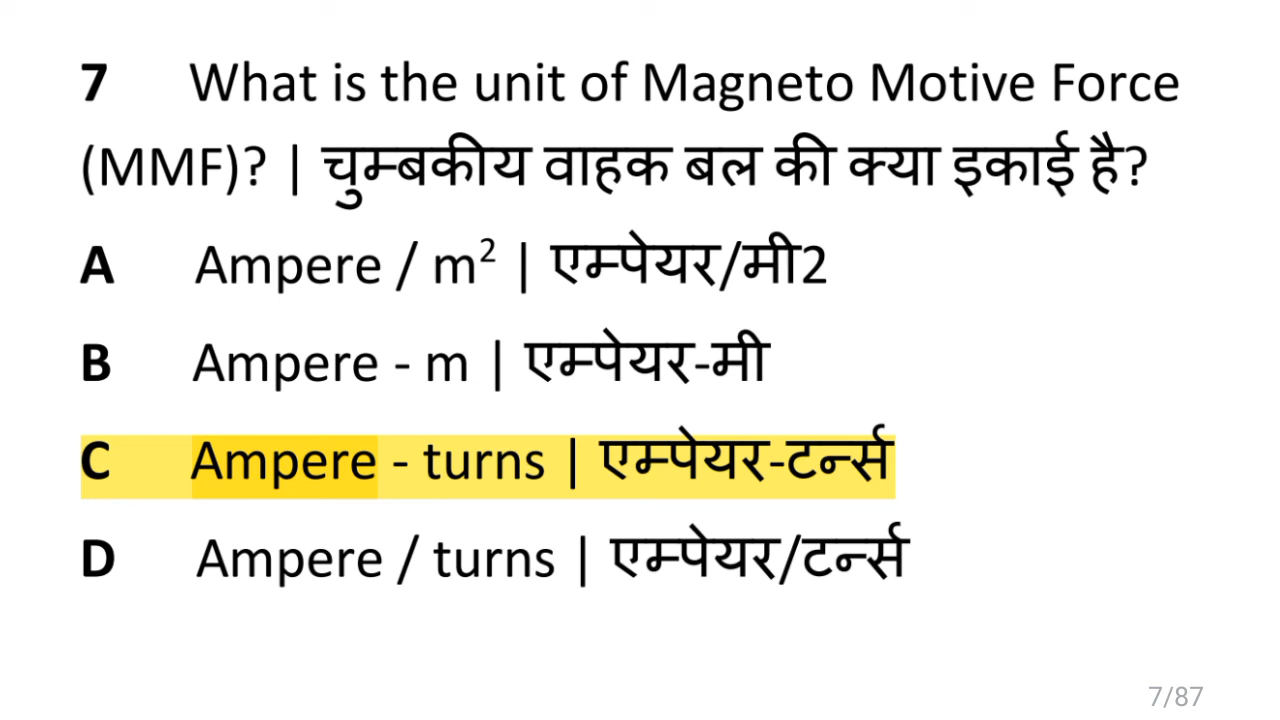 7 What is the unit of Magneto Motive Force
(MMF)? | चुम्बकीय वाहक बल की क्या इकाई है?
A Ampere / m² | एम्पेयर/मी2
B Ampere - m | एम्पेयर-मी
C Ampere - turns | एम्पेयर-टर्न्स
D Ampere / turns | एम्पेयर/टर्न्स
7/87